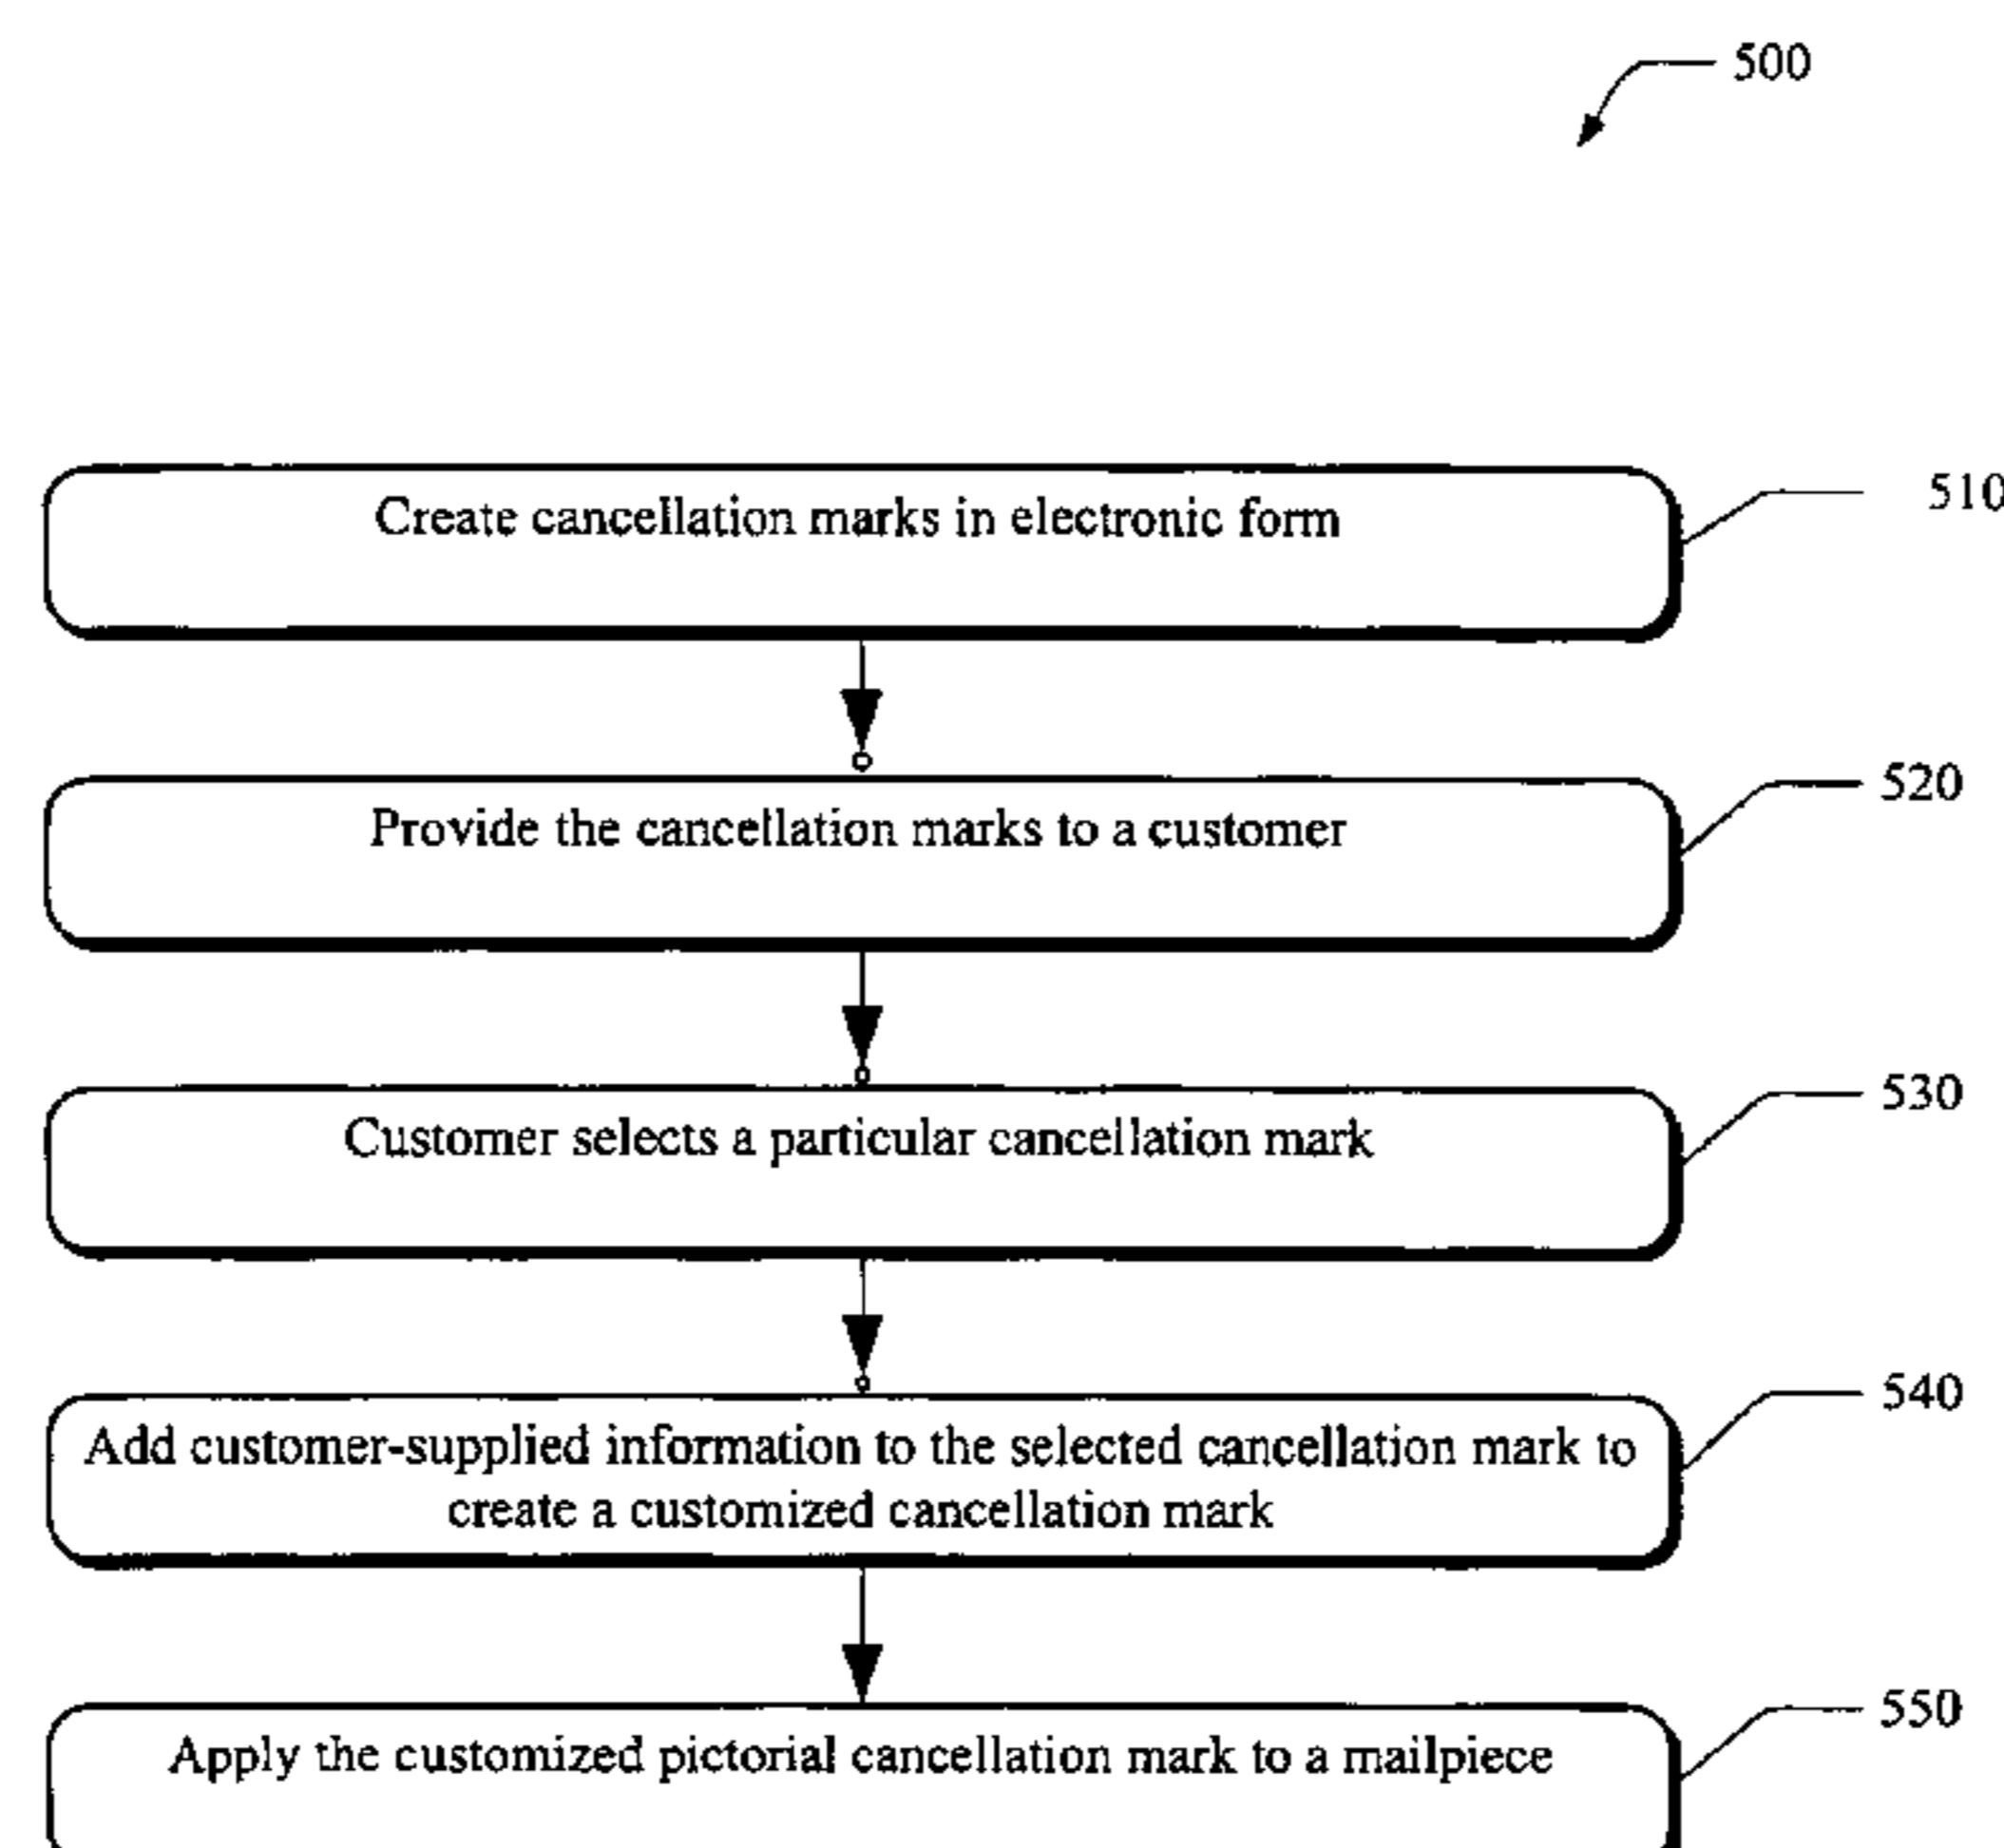 500
Create cancellation marks in electronic form
510
Provide the cancellation marks to a customer
520
Customer selects a particular cancellation mark
530
Add customer-supplied information to the selected cancellation mark to
create a customized cancellation mark
540
Apply the customized pictorial cancellation mark to a mailpiece
550